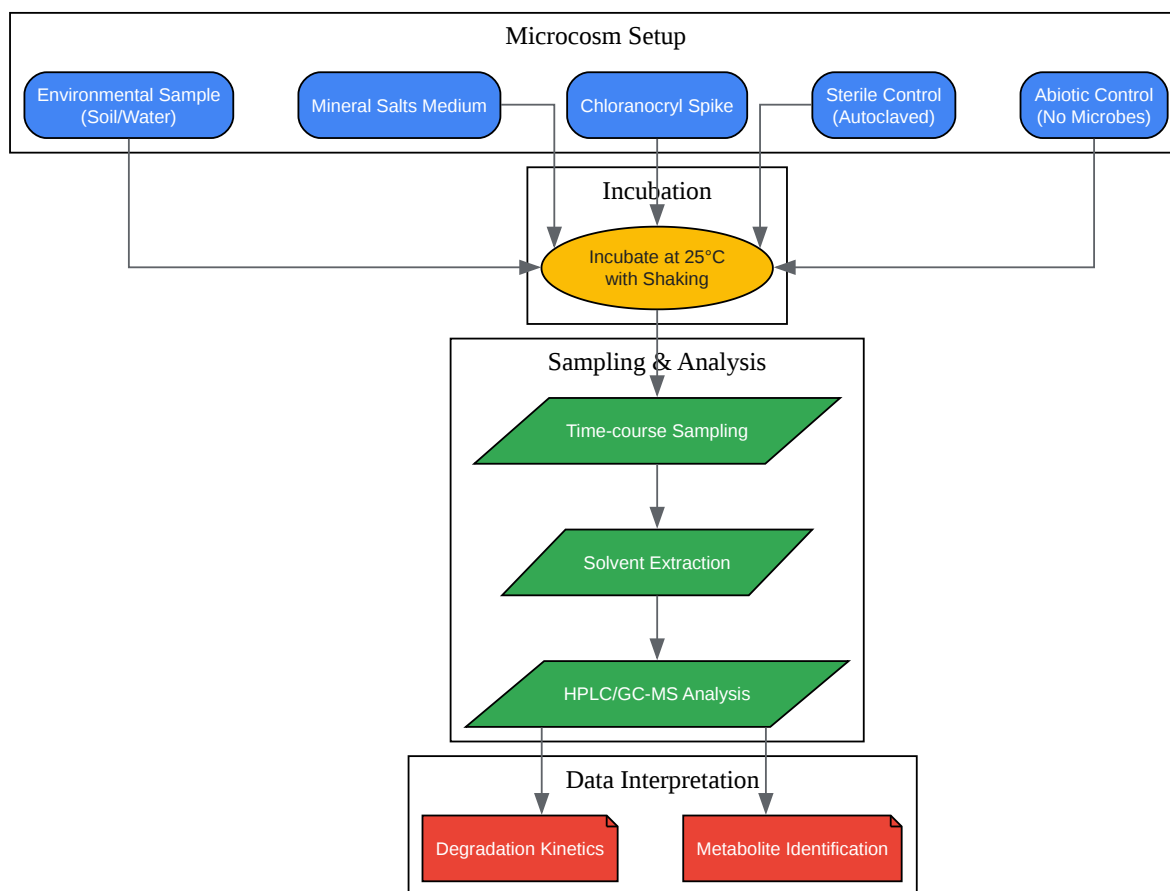 Microcosm Setup
Environmental Sample
(Soil/Water)
Mineral Salts Medium
Chloranocryl Spike
Sterile Control
(Autoclaved)
Abiotic Control
(No Microbes)
Incubation
Incubate at 25°C
with Shaking
Sampling & Analysis
Time-course Sampling
Solvent Extraction
HPLC/GC-MS Analysis
Data Interpretation
Degradation Kinetics
Metabolite Identification